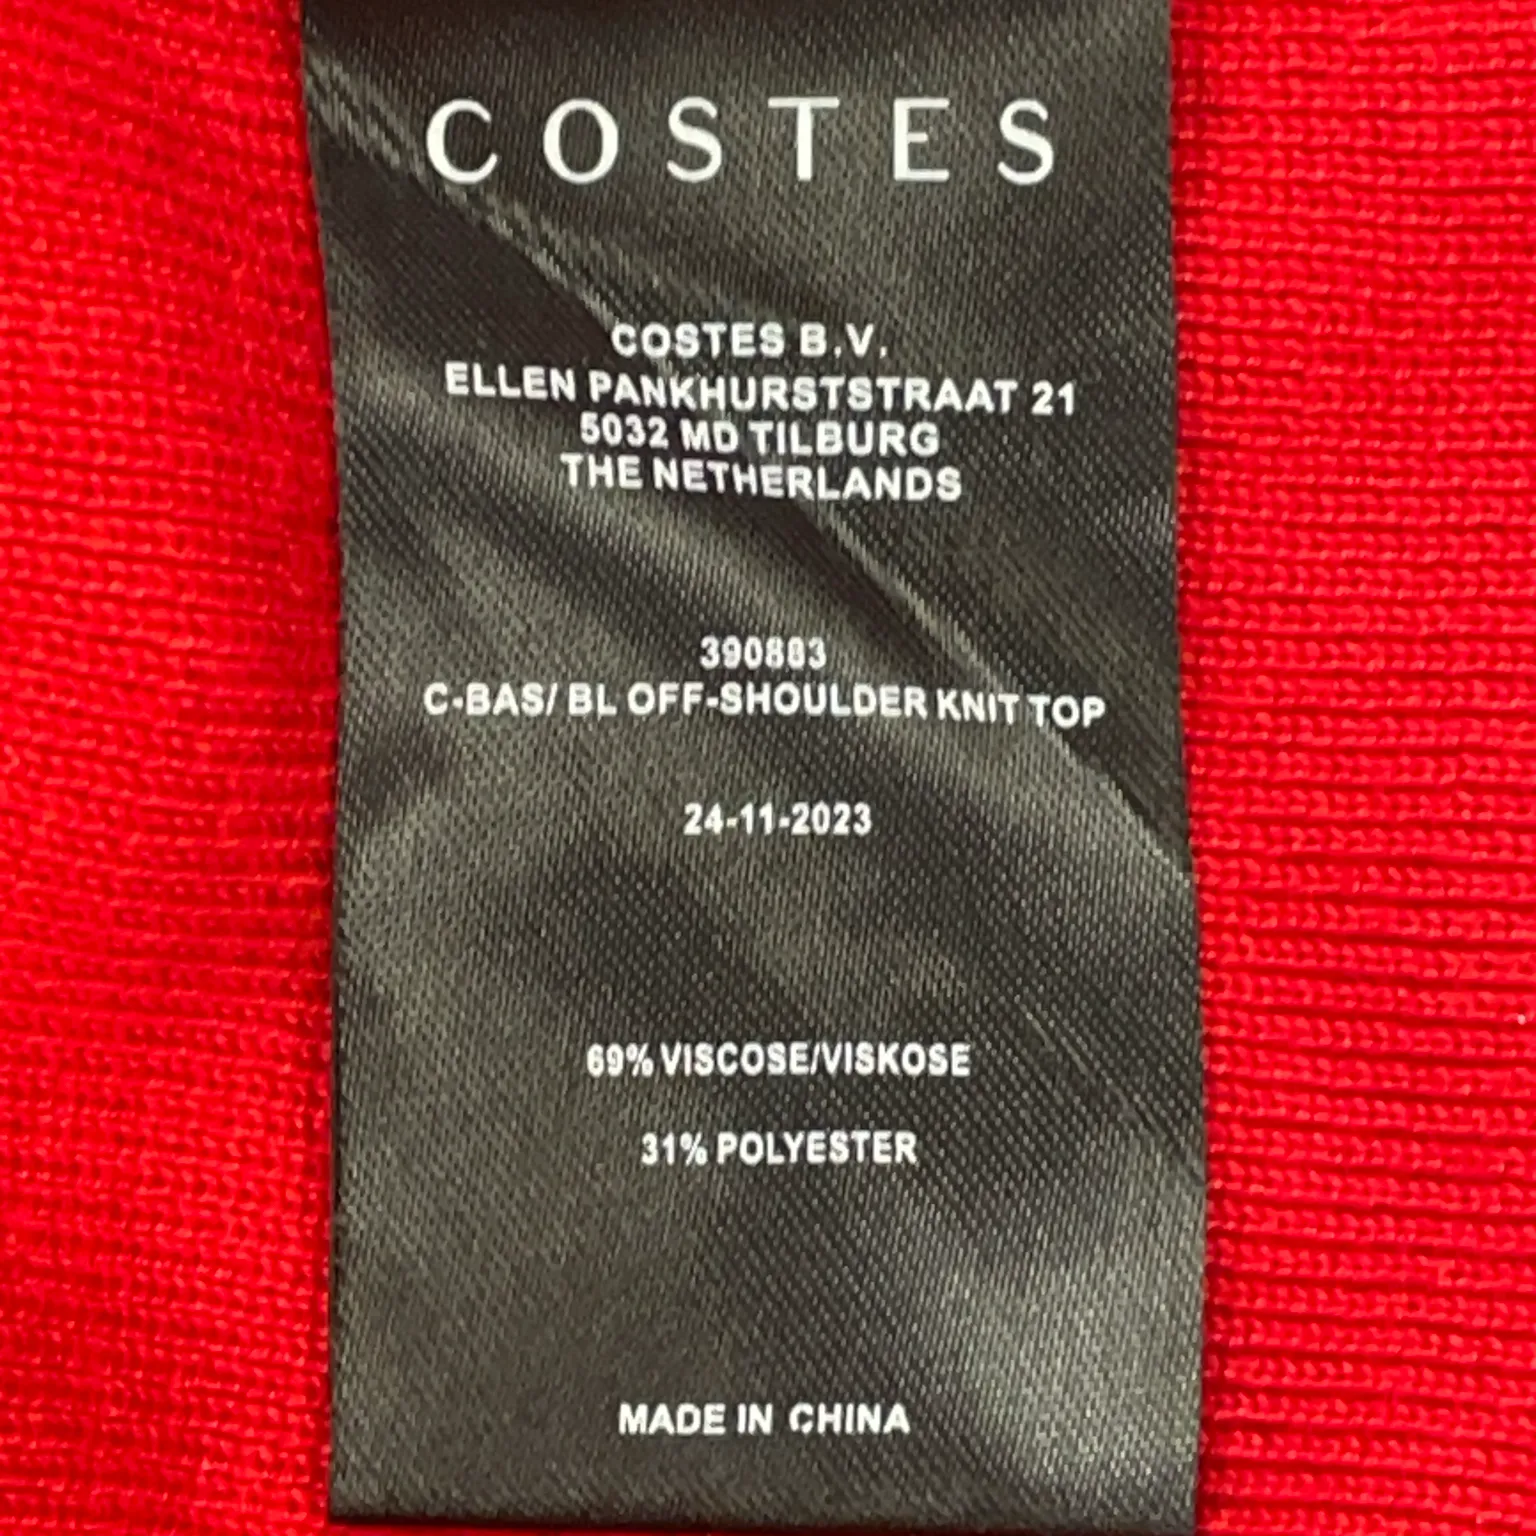 COSTES
COSTES B.V.
ELLEN PANKHURSTSTRAAT 21
5032 MD TILBURG
THE NETHERLANDS
390883
C-BAS/ BL OFF-SHOULDER KNIT TOP
24-11-2023
69% VISCOSE/VISKOSE
31% POLYESTER
MADE IN CHINA